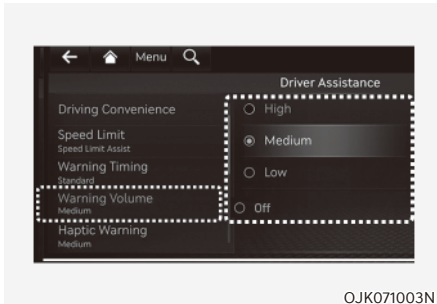 Menu
Driver Assistance
Driving Convenience
Speed Limit
Speed Limit Assist
Warning Timing
Standard
Warning Volume
Medium
Haptic Warning
Medium
High
Medium
Low
Off
OJK071003N